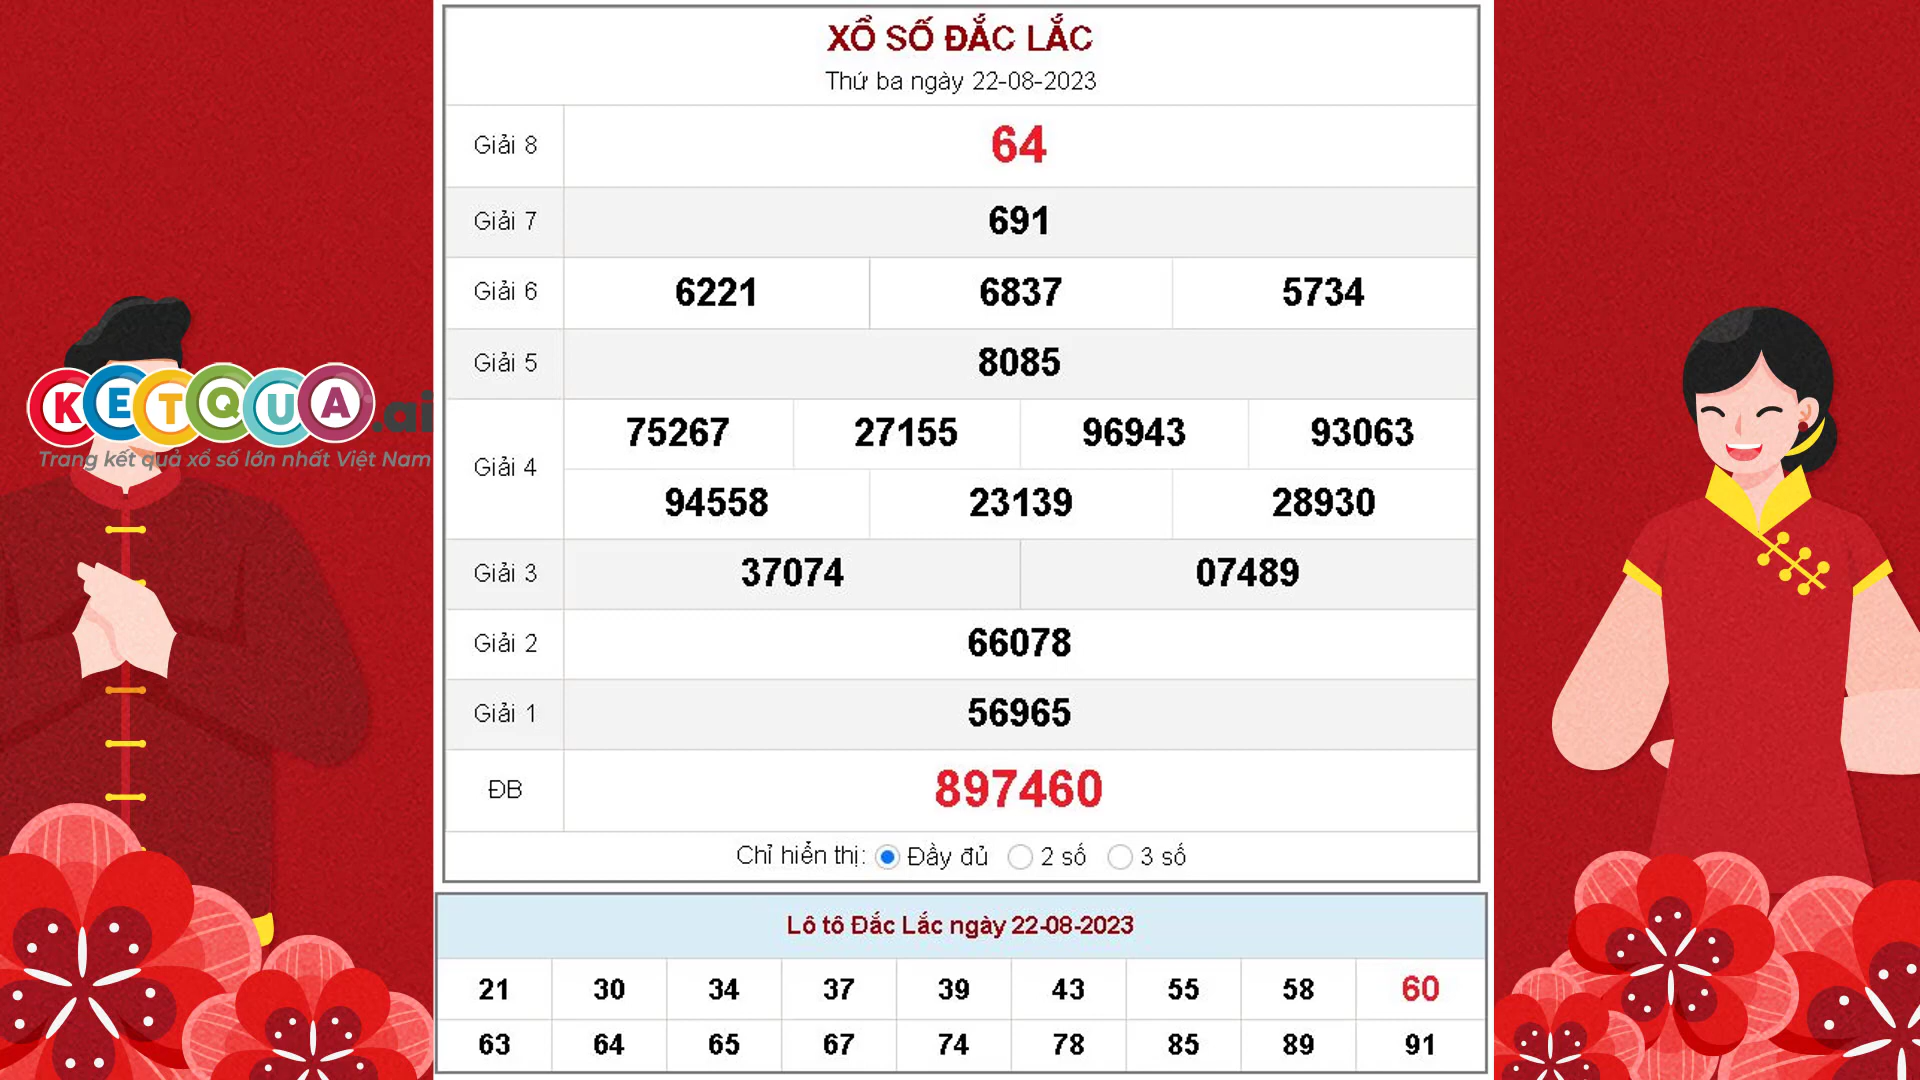 XỔ SỐ ĐẮC LẮC
Thứ ba ngày 22-08-2023
Giải 8 64
Giải 7 691
Giải 6 6221 6837 5734
Giải 5 8085
Giải 4 75267 27155 96943 93063
94558 23139 28930
Giải 3 37074 07489
Giải 2 66078
Giải 1 56965
ĐB 897460
Chỉ hiển thị: Đầy đủ 2 số 3 số
Lô tô Đắc Lắc ngày 22-08-2023
21 30 34 37 39 43 55 58 60
63 64 65 67 74 78 85 89 91
KETQUA.ai
Trang kết quả xổ số lớn nhất Việt Nam